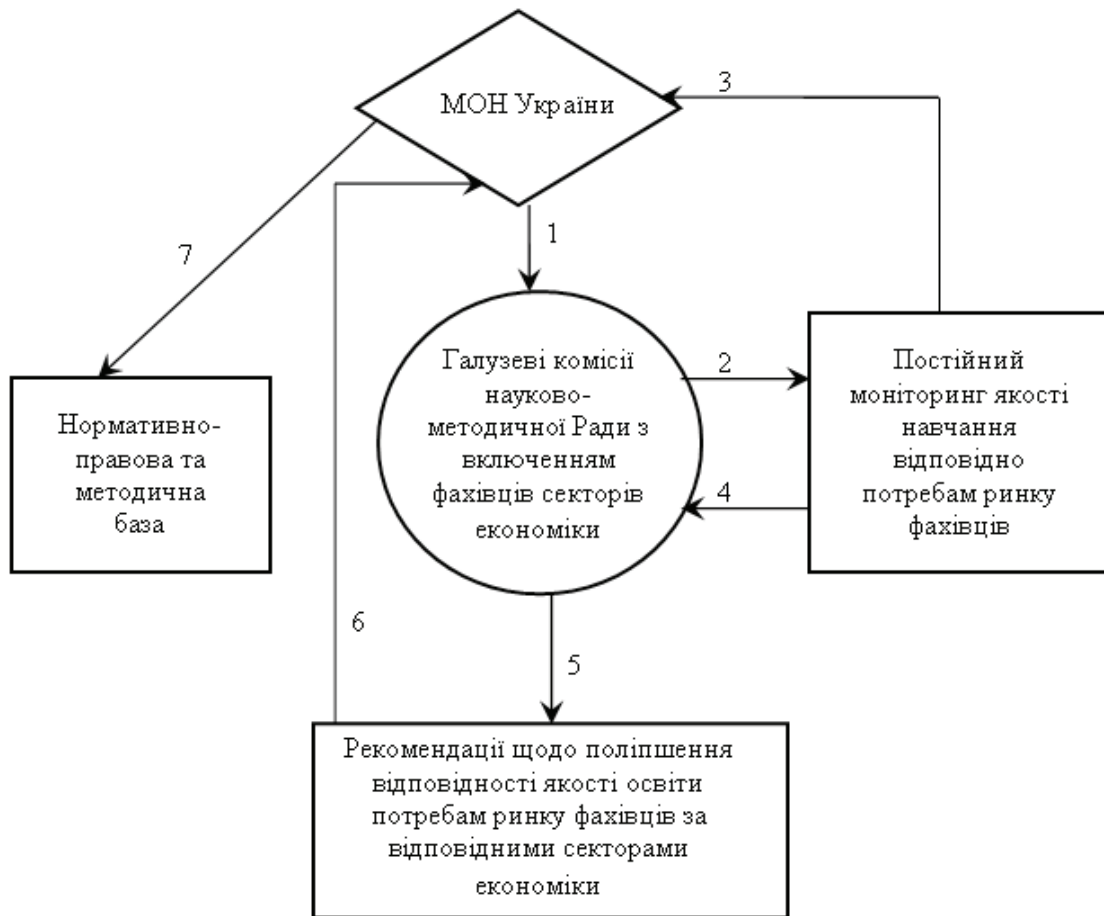 МОН України
3
1
7
Галузеві комісії
науково-
методичної Ради з
включенням
фахівців секторів
економіки
2
4
Постійний
моніторинг якості
навчання
відповідно
потребам ринку
фахівців
Нормативно-
правова та
методична
база
6
5
Рекомендації щодо поліпшення
відповідності якості освіти
потребам ринку фахівців за
відповідними секторами
економіки